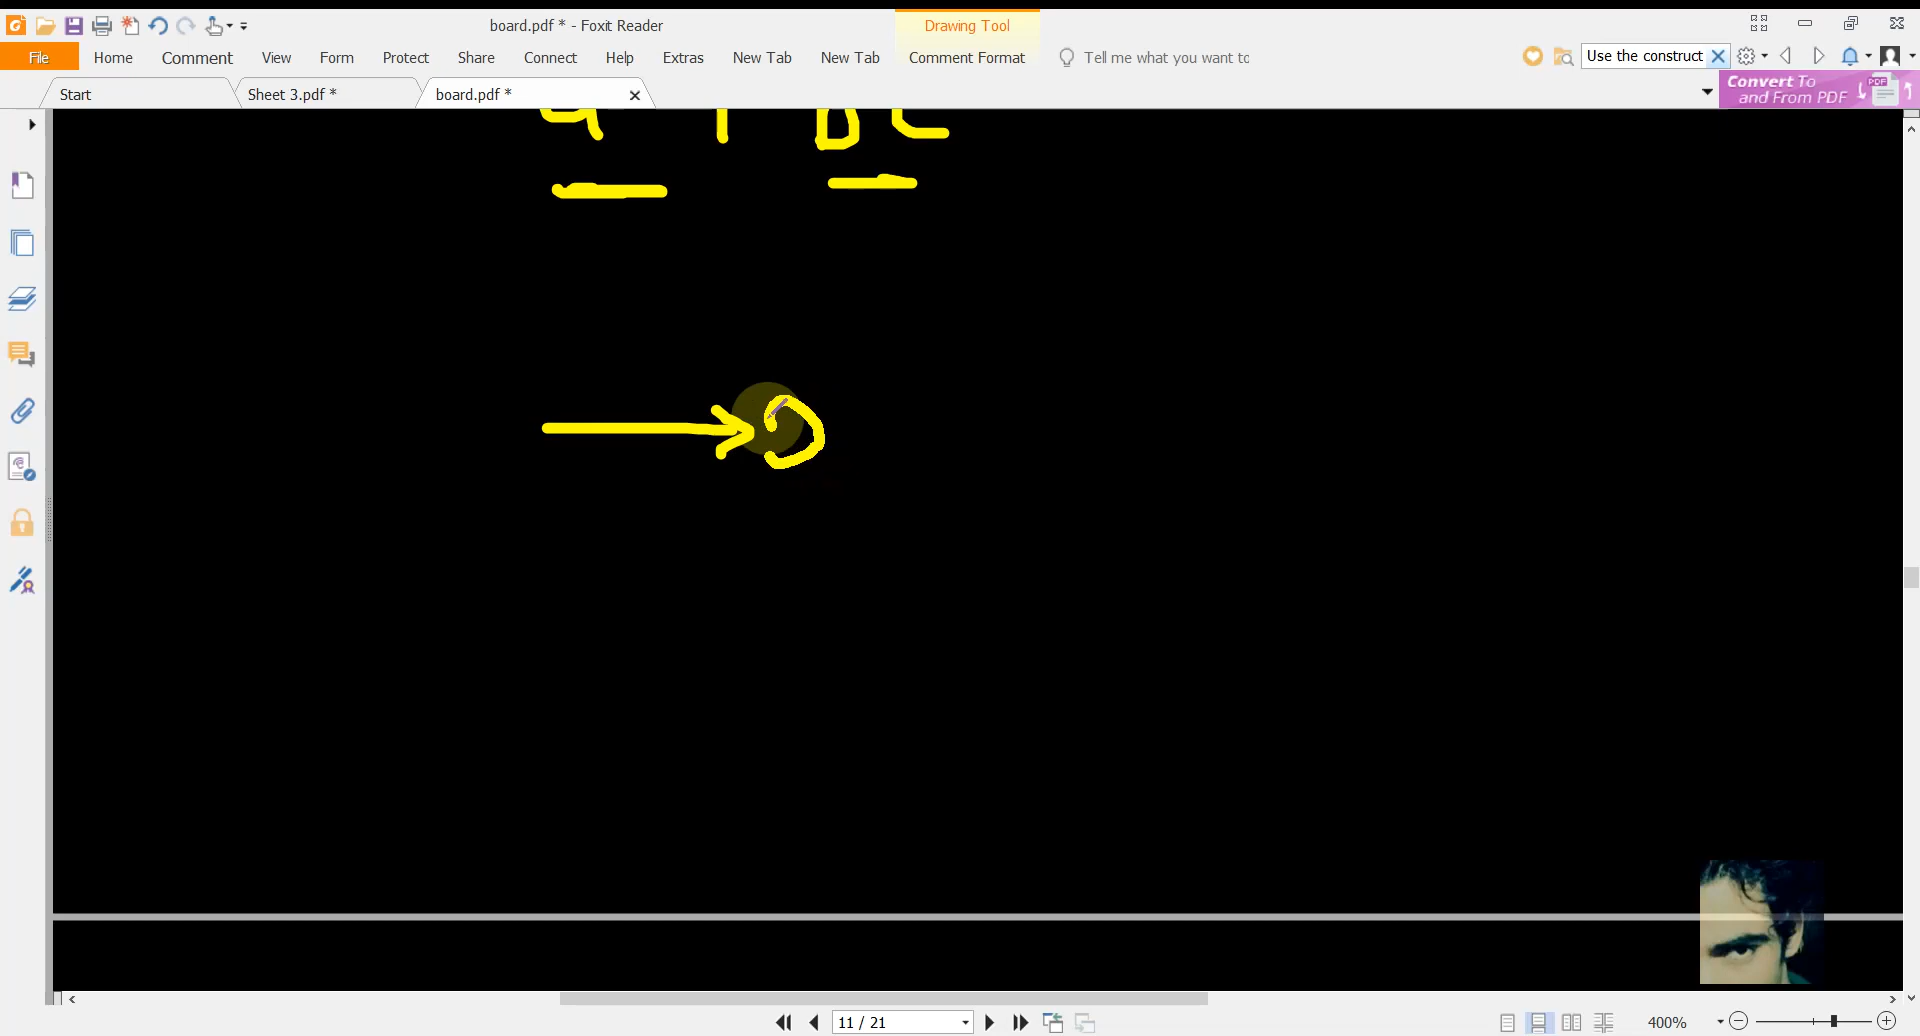 board.pdf * - Foxit Reader
Drawing Tool
File Home Comment View Form Protect Share Connect Help Extras New Tab New Tab Comment Format Tell me what you want to Use the construct
Start Sheet 3.pdf * board.pdf *
Convert To
and From PDF
PDF
11 / 21
400%